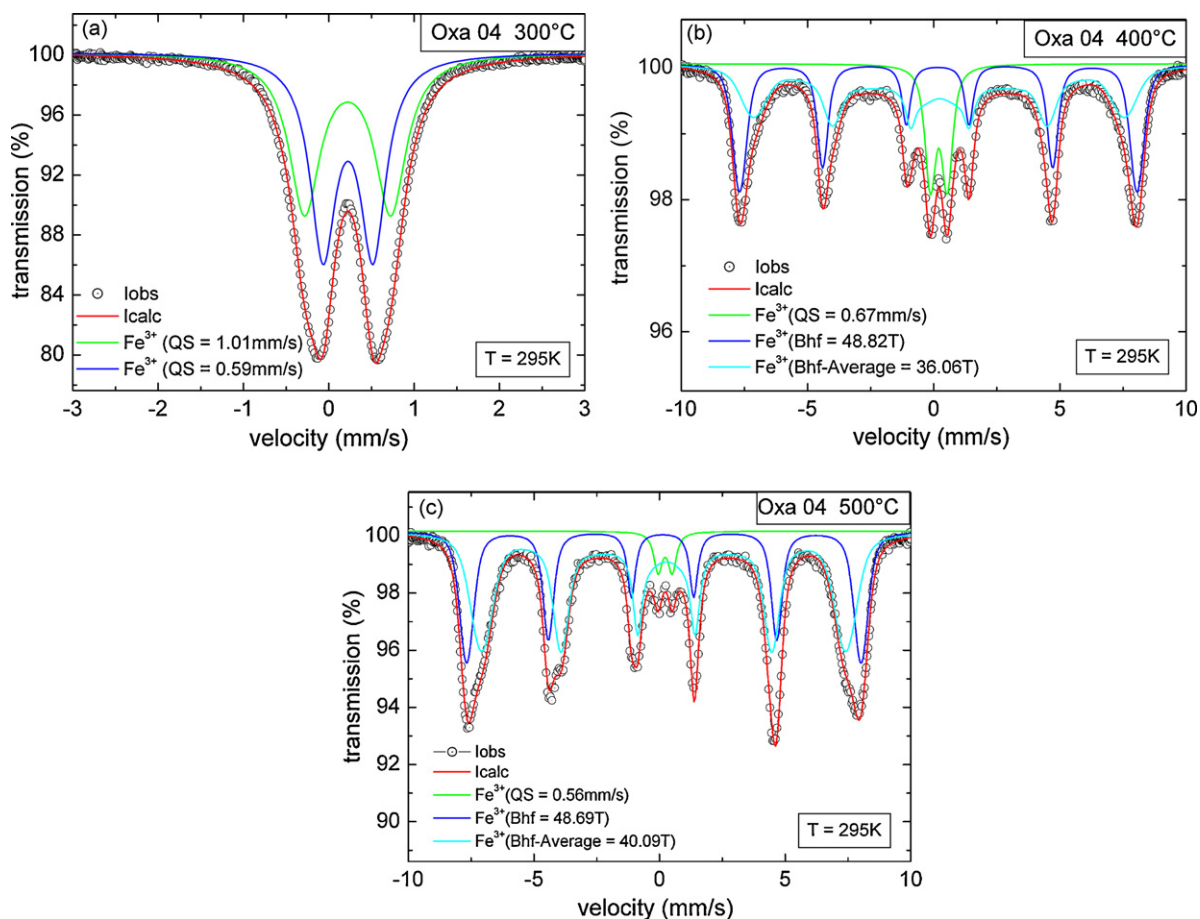 (a)
Oxa 04 300°C
100
96
92
88
84
80
transmission (%)
Iobs
Icalc
Fe³⁺ (QS = 1.01mm/s)
Fe³⁺ (QS = 0.59mm/s)
T = 295K
-3 -2 -1 0 1 2 3
velocity (mm/s)
(b)
Oxa 04 400°C
100
98
96
transmission (%)
Iobs
Icalc
Fe³⁺(QS = 0.67mm/s)
Fe³⁺(Bhf = 48.82T)
Fe³⁺(Bhf-Average = 36.06T)
T = 295K
-10 -5 0 5 10
velocity (mm/s)
(c)
Oxa 04 500°C
100
98
96
94
92
90
transmission (%)
Iobs
Icalc
Fe³⁺(QS = 0.56mm/s)
Fe³⁺(Bhf = 48.69T)
Fe³⁺(Bhf-Average = 40.09T)
T = 295K
-10 -5 0 5 10
velocity (mm/s)